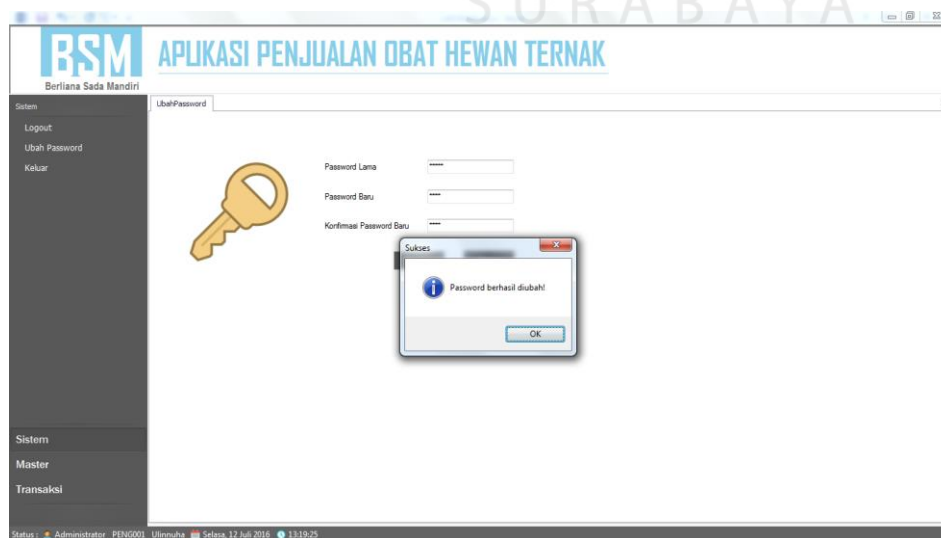 SURABAYA
BSM
Berliana Sada Mandiri
APLIKASI PENJUALAN OBAT HEWAN TERNAK
Sistem
Logout
Ubah Password
Keluar
UbahPassword
Password Lama
Password Baru
Konfirmasi Password Baru
Sukses
Password berhasil diubah!
OK
Sistem
Master
Transaksi
Status : Administrator PENG001 Ulinnuha Selasa, 12 Juli 2016 13:19:25